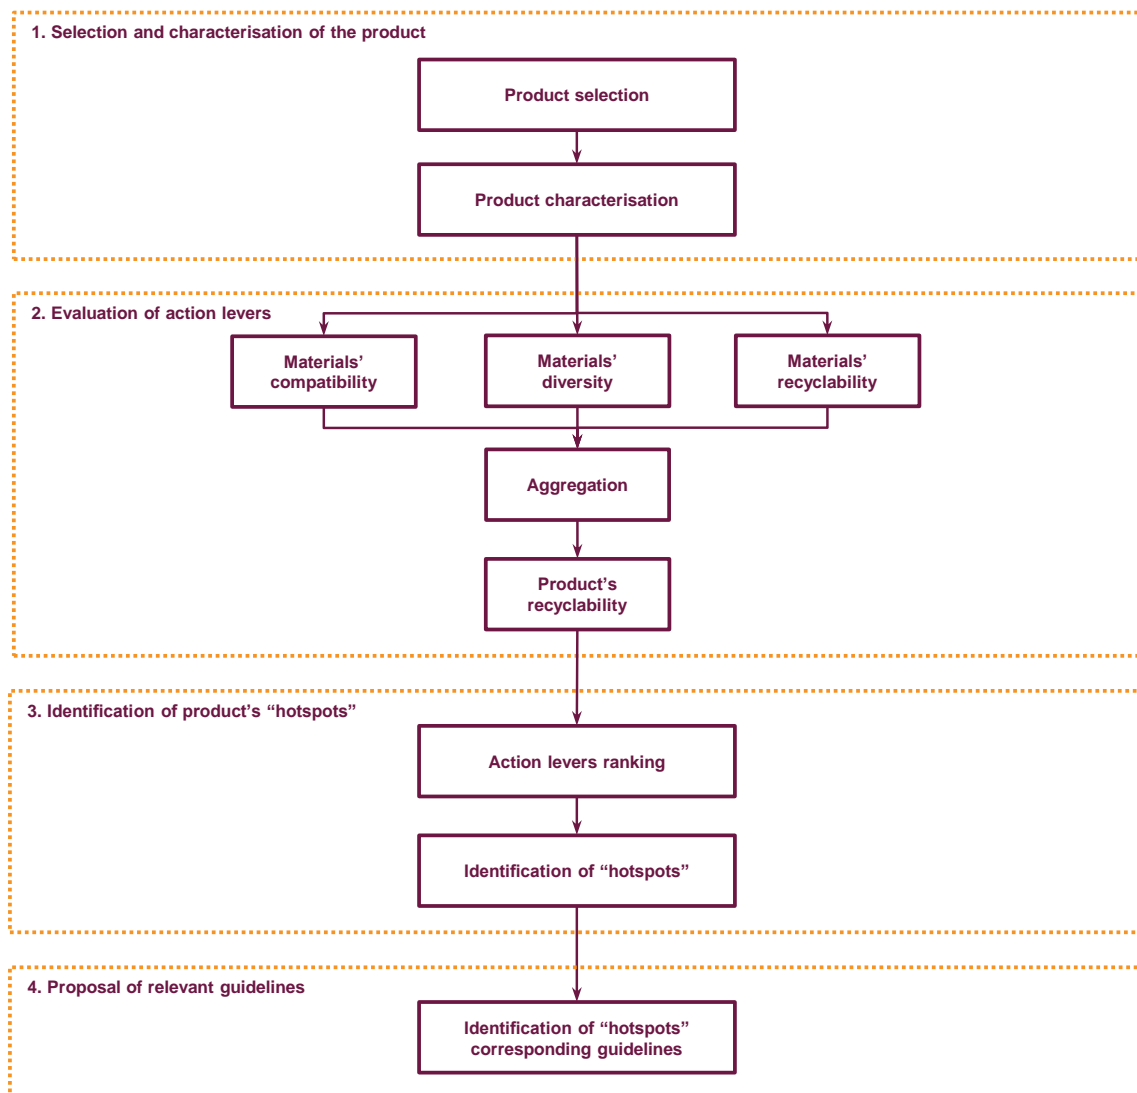 1. Selection and characterisation of the product
Product selection
Product characterisation
2. Evaluation of action levers
Materials’
compatibility
Materials’
diversity
Materials’
recyclability
Aggregation
Product’s
recyclability
3. Identification of product’s “hotspots”
Action levers ranking
Identification of “hotspots”
4. Proposal of relevant guidelines
Identification of “hotspots”
corresponding guidelines